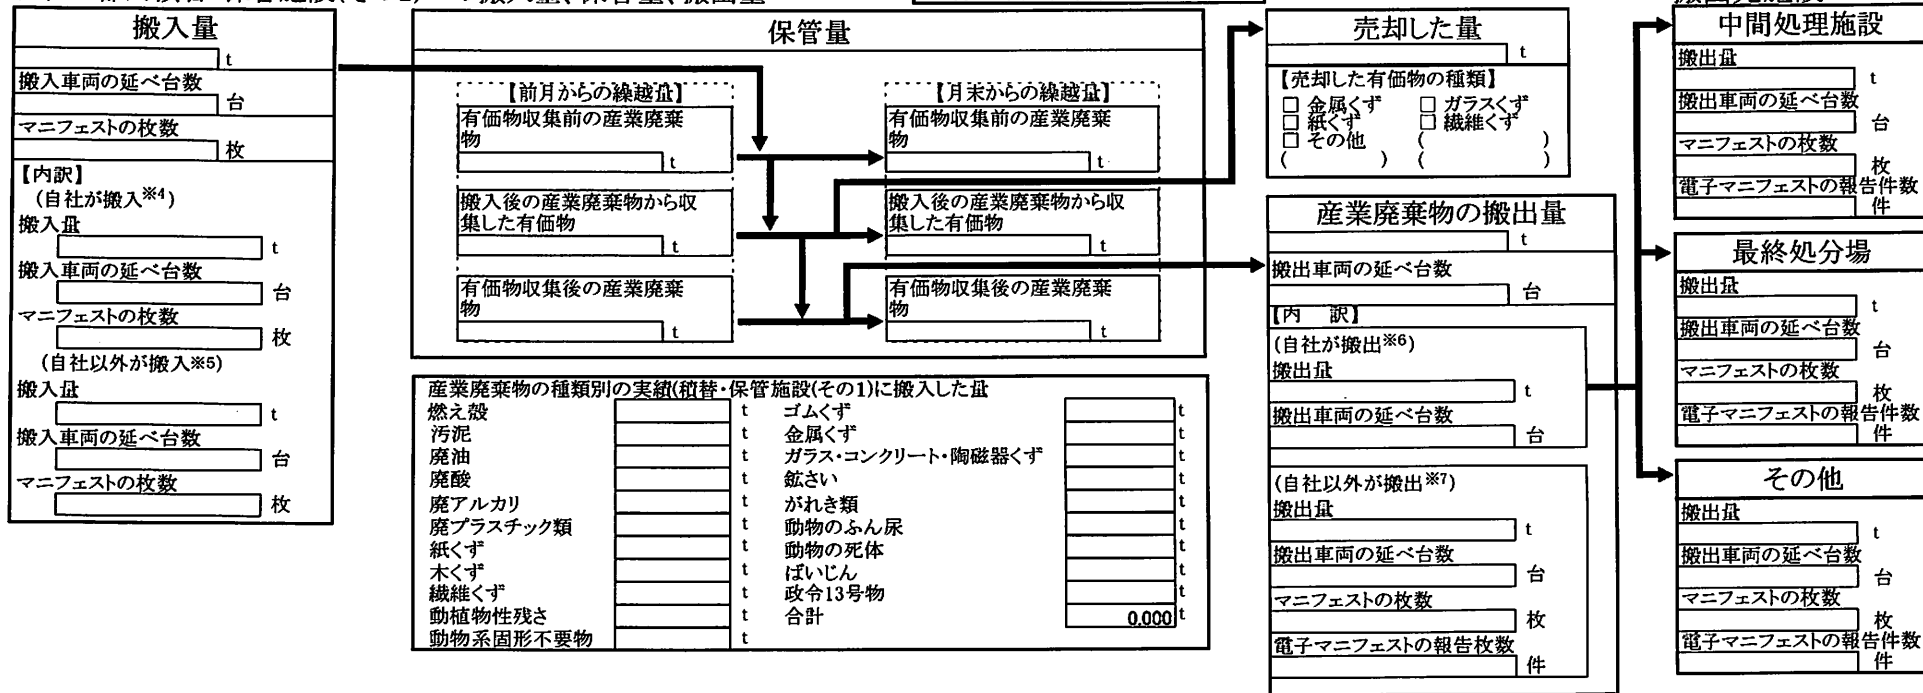 搬入量
t
搬入車両の延べ台数
台
マニフェストの枚数
枚
【内訳】
(自社が搬入※4)
搬入量
t
搬入車両の延べ台数
台
マニフェストの枚数
枚
(自社以外が搬入※5)
搬入量
t
搬入車両の延べ台数
台
マニフェストの枚数
枚
保管量
【前月からの繰越量】
有価物収集前の産業廃棄
物
t
搬入後の産業廃棄物から収
集した有価物
t
有価物収集後の産業廃棄
物
t
【月末からの繰越量】
有価物収集前の産業廃棄
物
t
搬入後の産業廃棄物から収
集した有価物
t
有価物収集後の産業廃棄
物
t
産業廃棄物の種類別の実績(積替・保管施設(その1)に搬入した量
燃え殻 t ゴムくず t
汚泥 t 金属くず t
廃油 t ガラス・コンクリート・陶磁器くず t
廃酸 t 鉱さい t
廃アルカリ t がれき類 t
廃プラスチック類 t 動物のふん尿 t
紙くず t 動物の死体 t
木くず t ばいじん t
繊維くず t 政令13号物 t
動植物性残さ t 合計 0.000 t
動物系固形不要物 t
売却した量
t
【売却した有価物の種類】
□ 金属くず □ ガラスくず
□ 紙くず □ 繊維くず
□ その他 ( )
( ) ( )
産業廃棄物の搬出量
t
搬出車両の延べ台数
台
【内 訳】
(自社が搬出※6)
搬出量
t
搬出車両の延べ台数
台
(自社以外が搬出※7)
搬出量
t
搬出車両の延べ台数
台
マニフェストの枚数
枚
電子マニフェストの報告枚数
件
中間処理施設
搬出量
t
搬出車両の延べ台数
台
マニフェストの枚数
枚
電子マニフェストの報告件数
件
最終処分場
搬出量
t
搬出車両の延べ台数
台
マニフェストの枚数
枚
電子マニフェストの報告件数
件
その他
搬出量
t
搬出車両の延べ台数
台
マニフェストの枚数
枚
電子マニフェストの報告件数
件